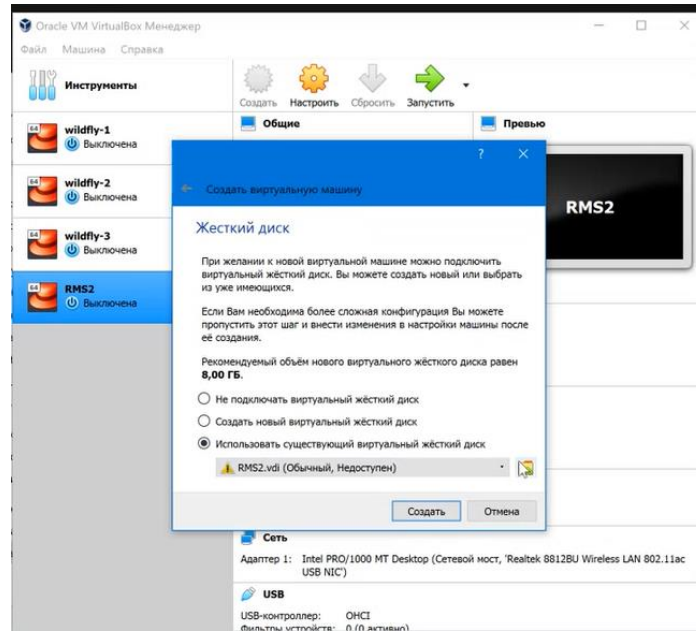 Oracle VM VirtualBox Менеджер
Файл Машина Справка
Инструменты
Создать Настроить Сбросить Запустить
64 wildfly-1
Выключена
64 wildfly-2
Выключена
64 wildfly-3
Выключена
64 RMS2
Выключена
Общие
Превью
RMS2
Создать виртуальную машину
Жесткий диск
При желании к новой виртуальной машине можно подключить
виртуальный жёсткий диск. Вы можете создать новый или выбрать
из уже имеющихся.
Если Вам необходима более сложная конфигурация Вы можете
пропустить этот шаг и внести изменения в настройки машины после
её создания.
Рекомендуемый объём нового виртуального жёсткого диска равен
8,00 ГБ.
Не подключать виртуальный жёсткий диск
Создать новый виртуальный жёсткий диск
Использовать существующий виртуальный жёсткий диск
RMS2.vdi (Обычный, Недоступен)
Создать Отмена
Сеть
Адаптер 1: Intel PRO/1000 MT Desktop (Сетевой мост, 'Realtek 8812BU Wireless LAN 802.11ac
USB NIC')
USB
USB-контроллер: OHCI
Фильтры устройств: 0 (0 активно)